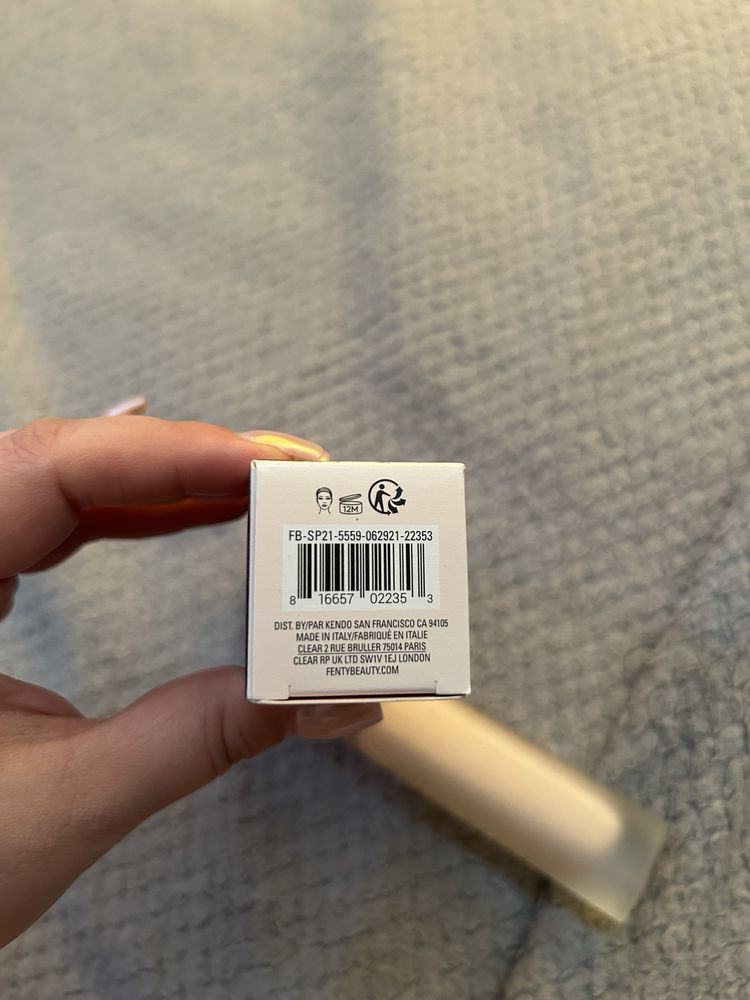 12M
FB-SP21-5559-062921-22353
8 16657 02235 3
DIST. BY/PAR KENDO SAN FRANCISCO CA 94105
MADE IN ITALY/FABRIQUÉ EN ITALIE
CLEAR 2 RUE BRULLER 75014 PARIS
CLEAR RP UK LTD SW1V 1EJ LONDON
FENTYBEAUTY.COM